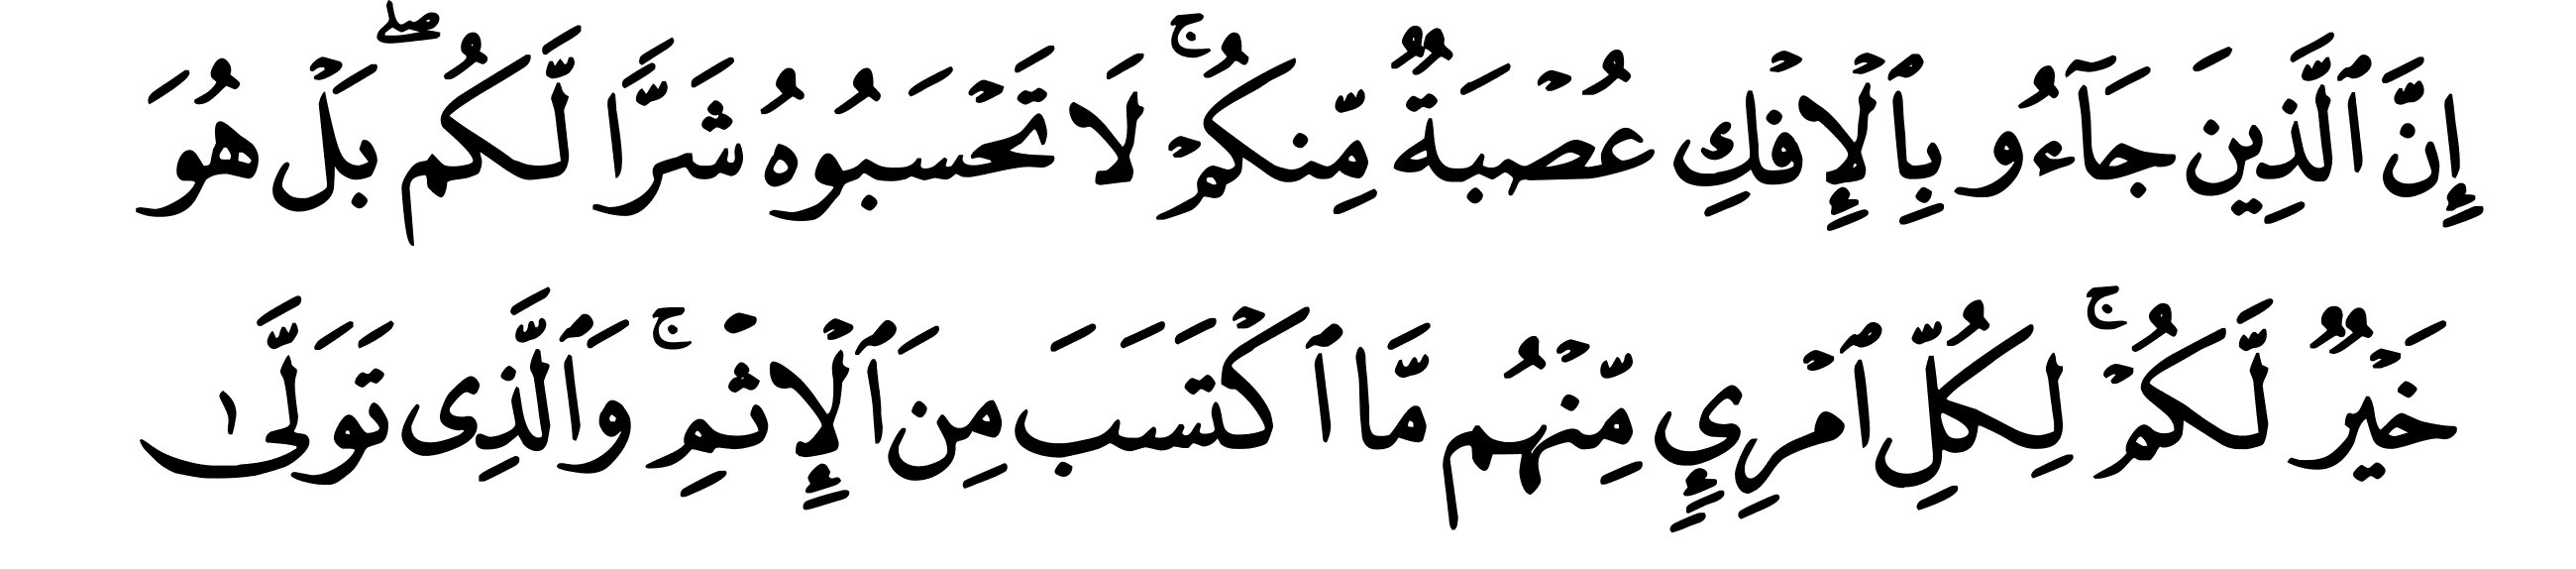 إِنَّ ٱلَّذِينَ جَآءُو بِٱلْإِفْكِ عُصْبَةٌ مِّنكُمْ ۚ لَا تَحْسَبُوهُ شَرًّا لَّكُم ۖ بَلْ هُوَ
خَيْرٌ لَّكُمْ ۚ لِكُلِّ ٱمْرِئٍ مِّنْهُم مَّا ٱكْتَسَبَ مِنَ ٱلْإِثْمِ ۚ وَٱلَّذِى تَوَلَّىٰ